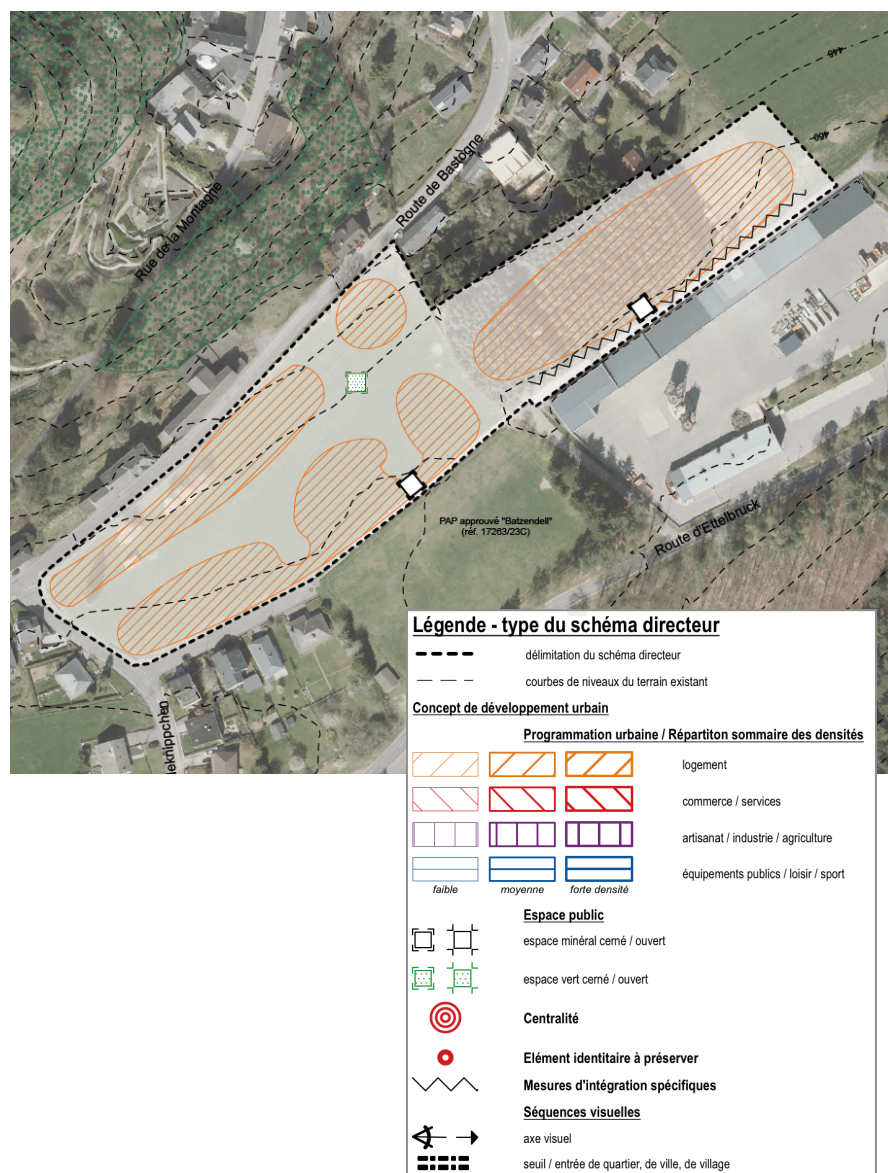 445
450
Route de Bastogne
Rue de la Montagne
PAP approuvé "Batzendell"
(réf. 17263/23C)
Route d'Ettelbruck
leknippchen
Légende - type du schéma directeur
délimitation du schéma directeur
courbes de niveaux du terrain existant
Concept de développement urbain
Programmation urbaine / Répartiton sommaire des densités
logement
commerce / services
artisanat / industrie / agriculture
équipements publics / loisir / sport
faible moyenne forte densité
Espace public
espace minéral cerné / ouvert
espace vert cerné / ouvert
Centralité
Elément identitaire à préserver
Mesures d'intégration spécifiques
Séquences visuelles
axe visuel
seuil / entrée de quartier, de ville, de village